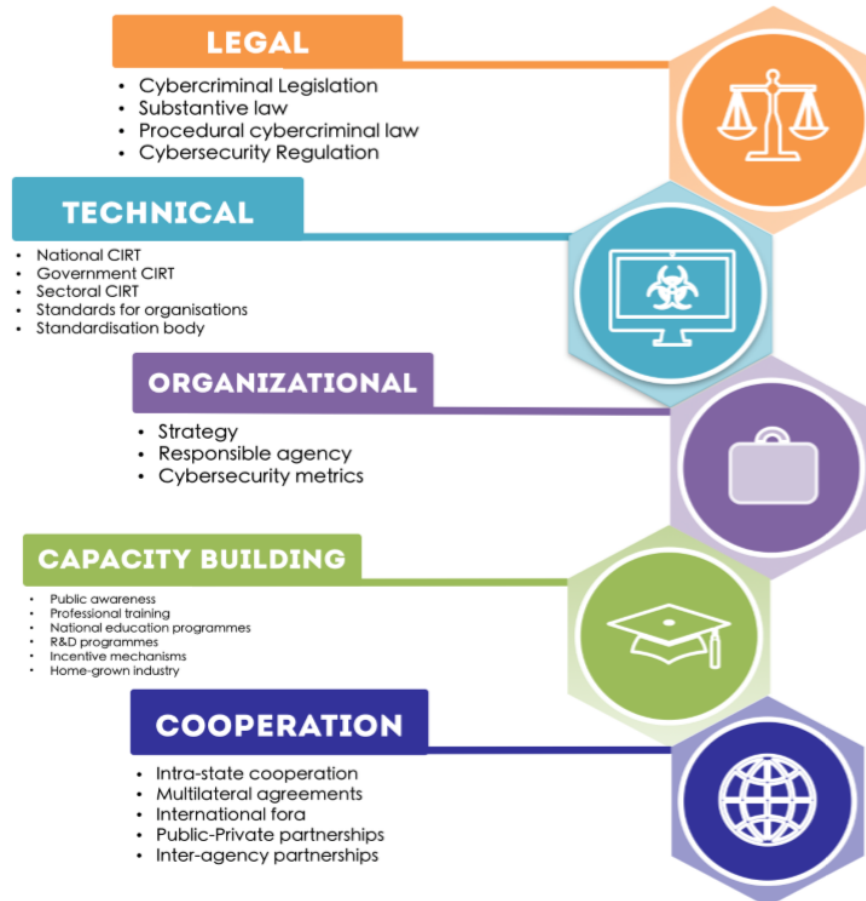 LEGAL
• Cybercriminal Legislation
• Substantive law
• Procedural cybercriminal law
• Cybersecurity Regulation
TECHNICAL
• National CIRT
• Government CIRT
• Sectoral CIRT
• Standards for organisations
• Standardisation body
ORGANIZATIONAL
• Strategy
• Responsible agency
• Cybersecurity metrics
CAPACITY BUILDING
• Public awareness
• Professional training
• National education programmes
• R&D programmes
• Incentive mechanisms
• Home-grown industry
COOPERATION
• Intra-state cooperation
• Multilateral agreements
• International fora
• Public-Private partnerships
• Inter-agency partnerships